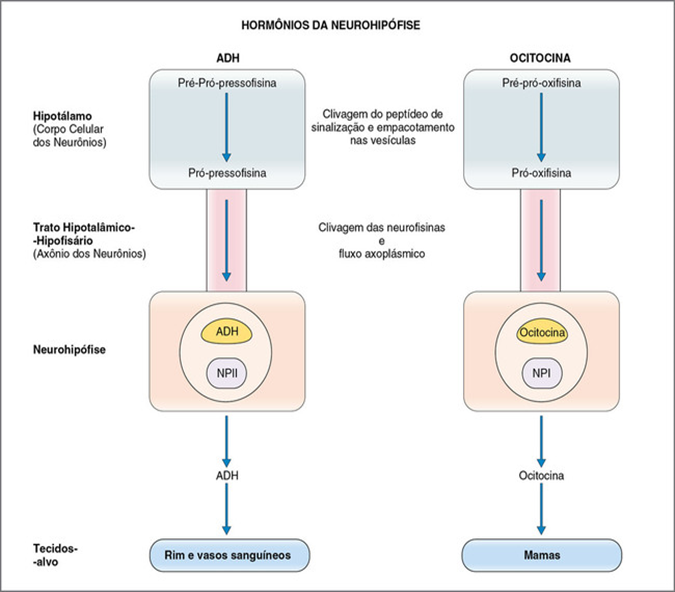 HORMÔNIOS DA NEUROHIPÓFISE
ADH
OCITOCINA
Hipotálamo
(Corpo Celular
dos Neurônios)
Pré-Pró-pressofisina
Clivagem do peptídeo de
sinalização e empacotamento
nas vesículas
Pré-pró-oxifisina
Pró-pressofisina
Pró-oxifisina
Trato Hipotalâmico-
-Hipofisário
(Axônio dos Neurônios)
Clivagem das neurofisinas
e
fluxo axoplásmico
Neurohipófise
ADH
NPII
Ocitocina
NPI
ADH
Ocitocina
Tecidos-
-alvo
Rim e vasos sanguíneos
Mamas